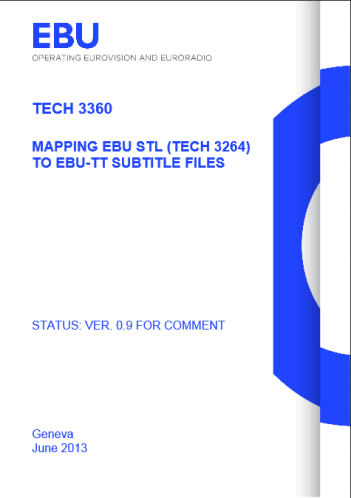 EBU
OPERATING EUROVISION AND EURORADIO
TECH 3360
MAPPING EBU STL (TECH 3264)
TO EBU-TT SUBTITLE FILES
STATUS: VER. 0.9 FOR COMMENT
Geneva
June 2013